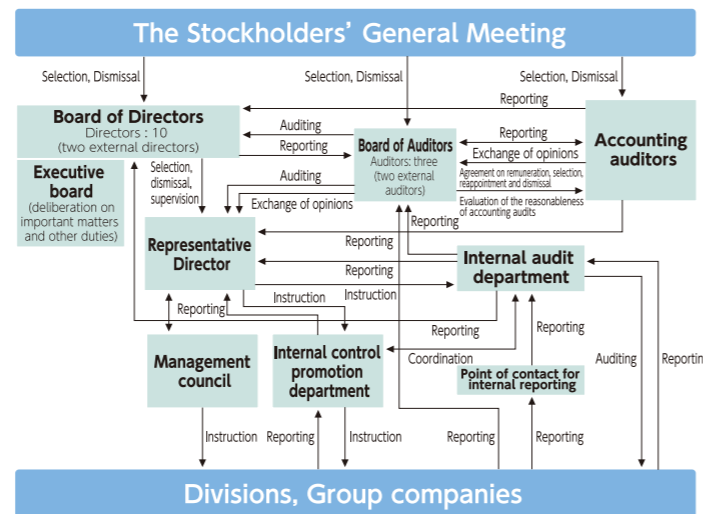 The Stockholders' General Meeting
Selection, Dismissal
Selection, Dismissal
Selection, Dismissal
Board of Directors
Directors : 10
(two external directors)
Executive
board
(deliberation on
important matters
and other duties)
Reporting
Auditing
Reporting
Board of Auditors
Auditors: three
(two external
auditors)
Reporting
Exchange of opinions
Agreement on remuneration, selection,
reappointment and dismissal
Evaluation of the reasonableness
of accounting audits
Accounting
auditors
Selection,
dismissal,
supervision
Auditing
Exchange of opinions
Reporting
Representative
Director
Reporting
Reporting
Instruction
Instruction
Internal audit
department
Reporting
Reporting
Reporting
Coordination
Auditing
Reportin
Management
council
Internal control
promotion
department
Point of contact for
internal reporting
Instruction
Reporting
Instruction
Reporting
Reporting
Divisions, Group companies